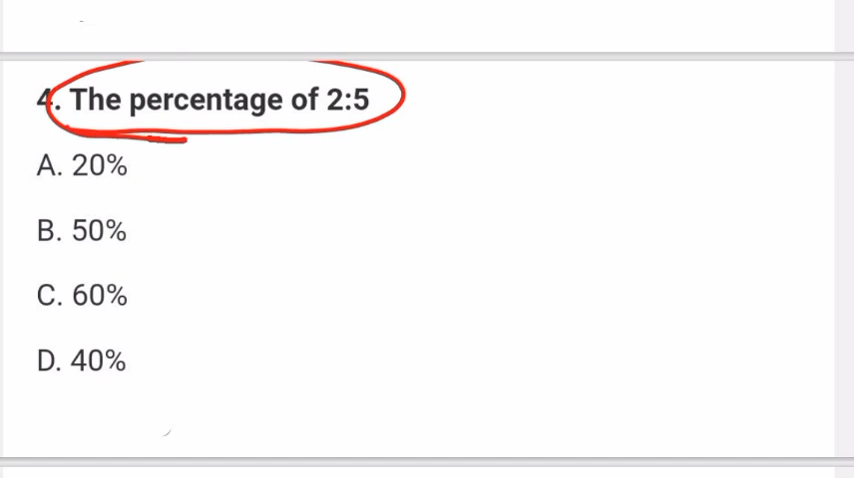 4. The percentage of 2:5
A. 20%
B. 50%
C. 60%
D. 40%